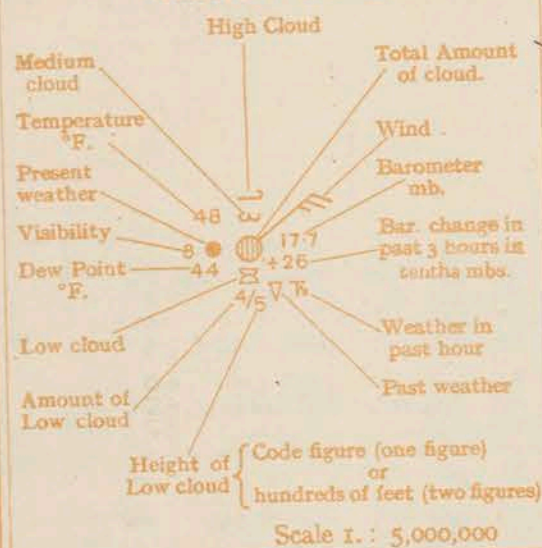 High Cloud
Medium
cloud
Total Amount
of cloud.
Temperature
°F.
Wind
Present
weather
Barometer
mb.
48
Visibility
8
17·7
Bar. change in
past 3 hours in
tenths mbs.
+26
Dew Point
°F.
44
4/5
Low cloud
Weather in
past hour
Amount of
Low cloud
Past weather
Height of
Low cloud
Code figure (one figure)
or
hundreds of feet (two figures)
Scale 1. : 5,000,000